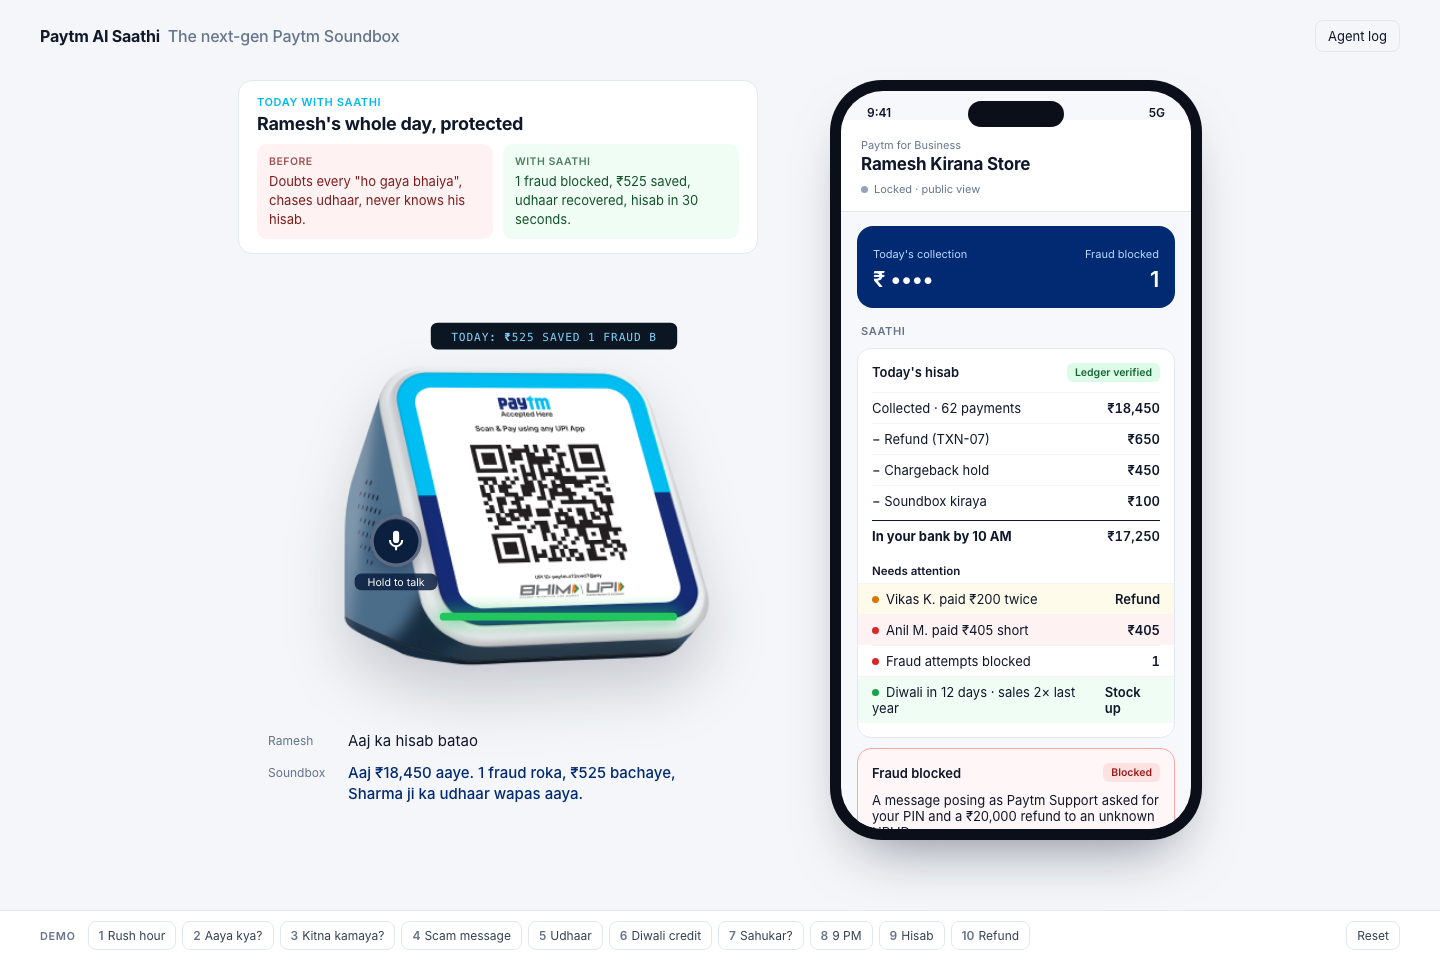 Paytm AI Saathi The next-gen Paytm Soundbox
Agent log
TODAY WITH SAATHI
Ramesh's whole day, protected
BEFORE
Doubts every "ho gaya bhaiya",
chases udhaar, never knows his
hisab.
WITH SAATHI
1 fraud blocked, ₹525 saved,
udhaar recovered, hisab in 30
seconds.
TODAY: ₹525 SAVED 1 FRAUD B
paytm
Accepted Here
Scan & Pay using any UPI App
BHIM UPI
Hold to talk
Ramesh Aaj ka hisab batao
Soundbox Aaj ₹18,450 aaye. 1 fraud roka, ₹525 bachaye,
Sharma ji ka udhaar wapas aaya.
9:41 5G
Paytm for Business
Ramesh Kirana Store
Locked · public view
Today's collection Fraud blocked
₹ •••• 1
SAATHI
Today's hisab Ledger verified
Collected · 62 payments ₹18,450
− Refund (TXN-07) ₹650
− Chargeback hold ₹450
− Soundbox kiraya ₹100
In your bank by 10 AM ₹17,250
Needs attention
Vikas K. paid ₹200 twice Refund
Anil M. paid ₹405 short ₹405
Fraud attempts blocked 1
Diwali in 12 days · sales 2× last year Stock up
Fraud blocked Blocked
A message posing as Paytm Support asked for
your PIN and a ₹20,000 refund to an unknown
DEMO 1 Rush hour 2 Aaya kya? 3 Kitna kamaya? 4 Scam message 5 Udhaar 6 Diwali credit 7 Sahukar? 8 9 PM 9 Hisab 10 Refund Reset